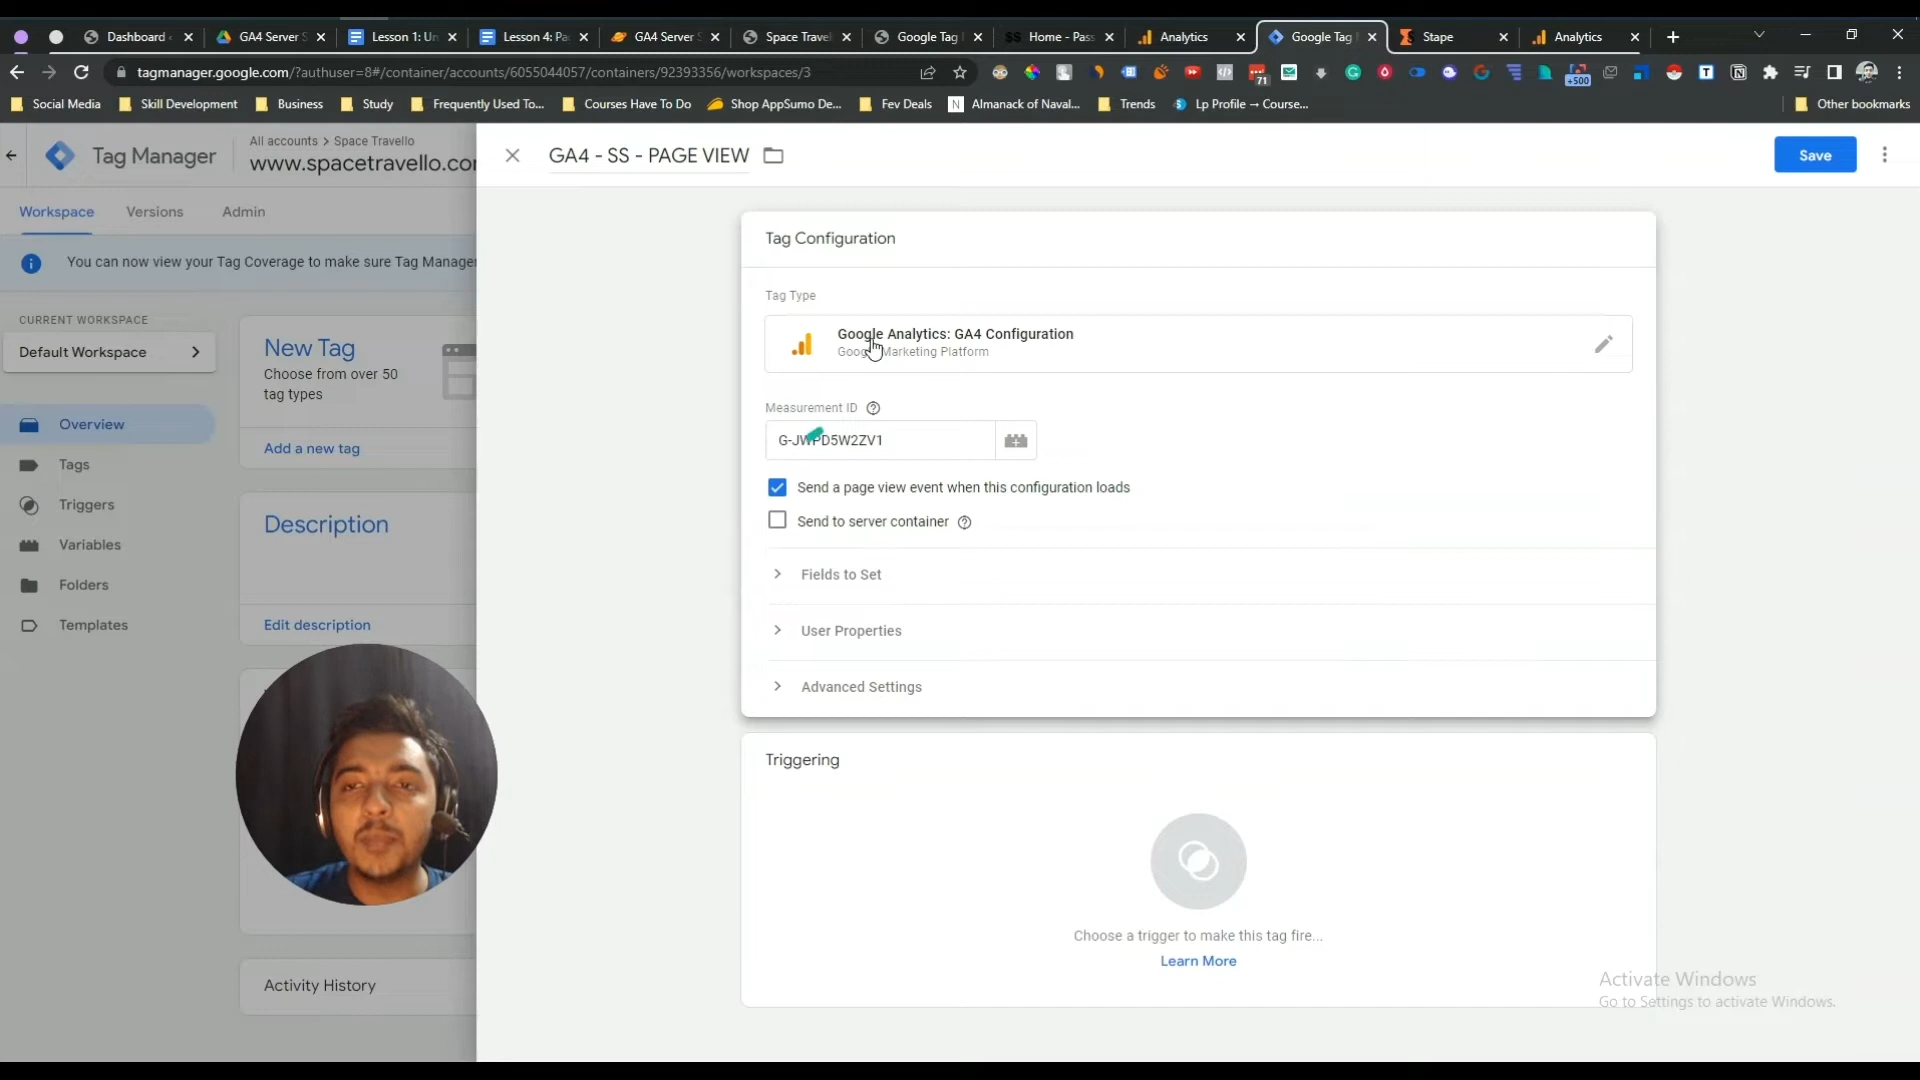 Dashboard
GA4 Server S
Lesson 1: Un
Lesson 4: Pa
GA4 Server S
Space Travel
Google Tag
Home - Pass
Analytics
Google Tag
Stape
Analytics
tagmanager.google.com/?authuser=8#/container/accounts/6055044057/containers/92393356/workspaces/3
71
+500
Social Media
Skill Development
Business
Study
Frequently Used To...
Courses Have To Do
Shop AppSumo De...
Fev Deals
Almanack of Naval...
Trends
Lp Profile → Course...
Other bookmarks
Tag Manager
All accounts > Space Travello
www.spacetravello.com
GA4 - SS - PAGE VIEW
Save
Workspace
Versions
Admin
You can now view your Tag Coverage to make sure Tag Manager
CURRENT WORKSPACE
Default Workspace
Overview
Tags
Triggers
Variables
Folders
Templates
New Tag
Choose from over 50
tag types
Add a new tag
Description
Edit description
Activity History
Tag Configuration
Tag Type
Google Analytics: GA4 Configuration
Google Marketing Platform
Measurement ID
G-JWPD5W2ZV1
Send a page view event when this configuration loads
Send to server container
Fields to Set
User Properties
Advanced Settings
Triggering
Choose a trigger to make this tag fire...
Learn More
Activate Windows
Go to Settings to activate Windows.